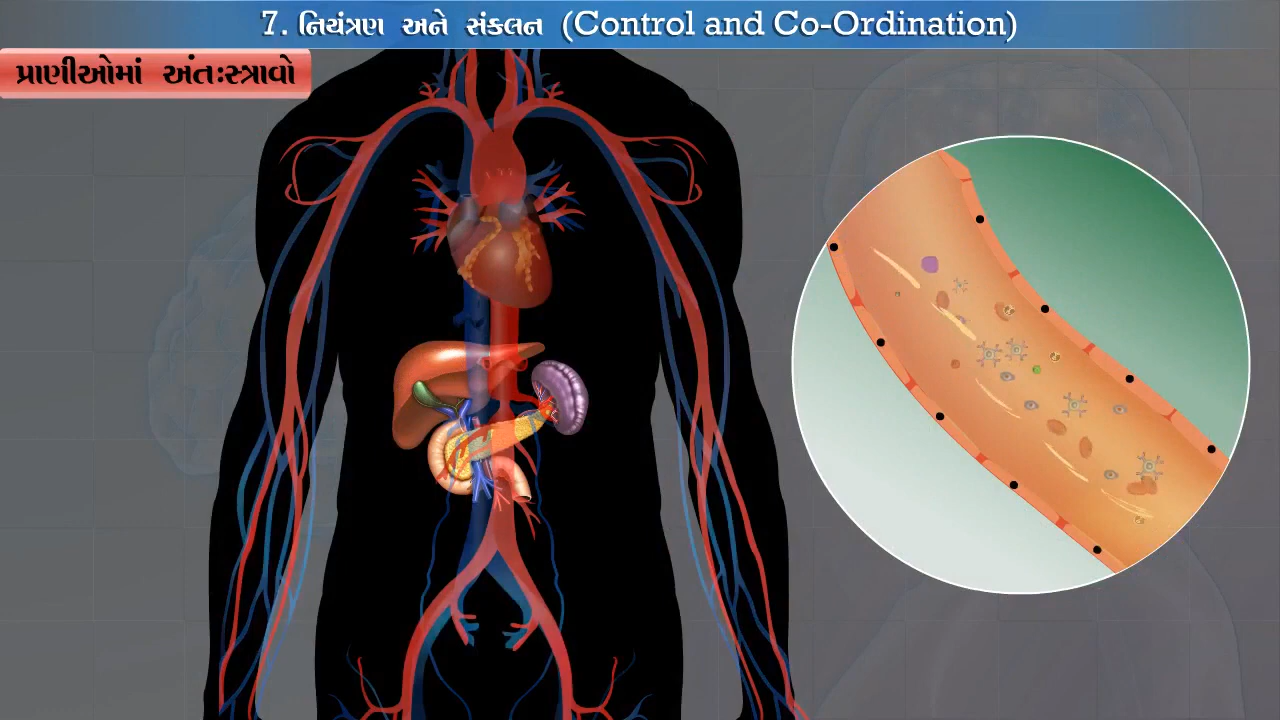 7. નિયંત્રણ અને સંકલન (Control and Co-Ordination)
પ્રાણીઓમાં અંતઃસ્ત્રાવો